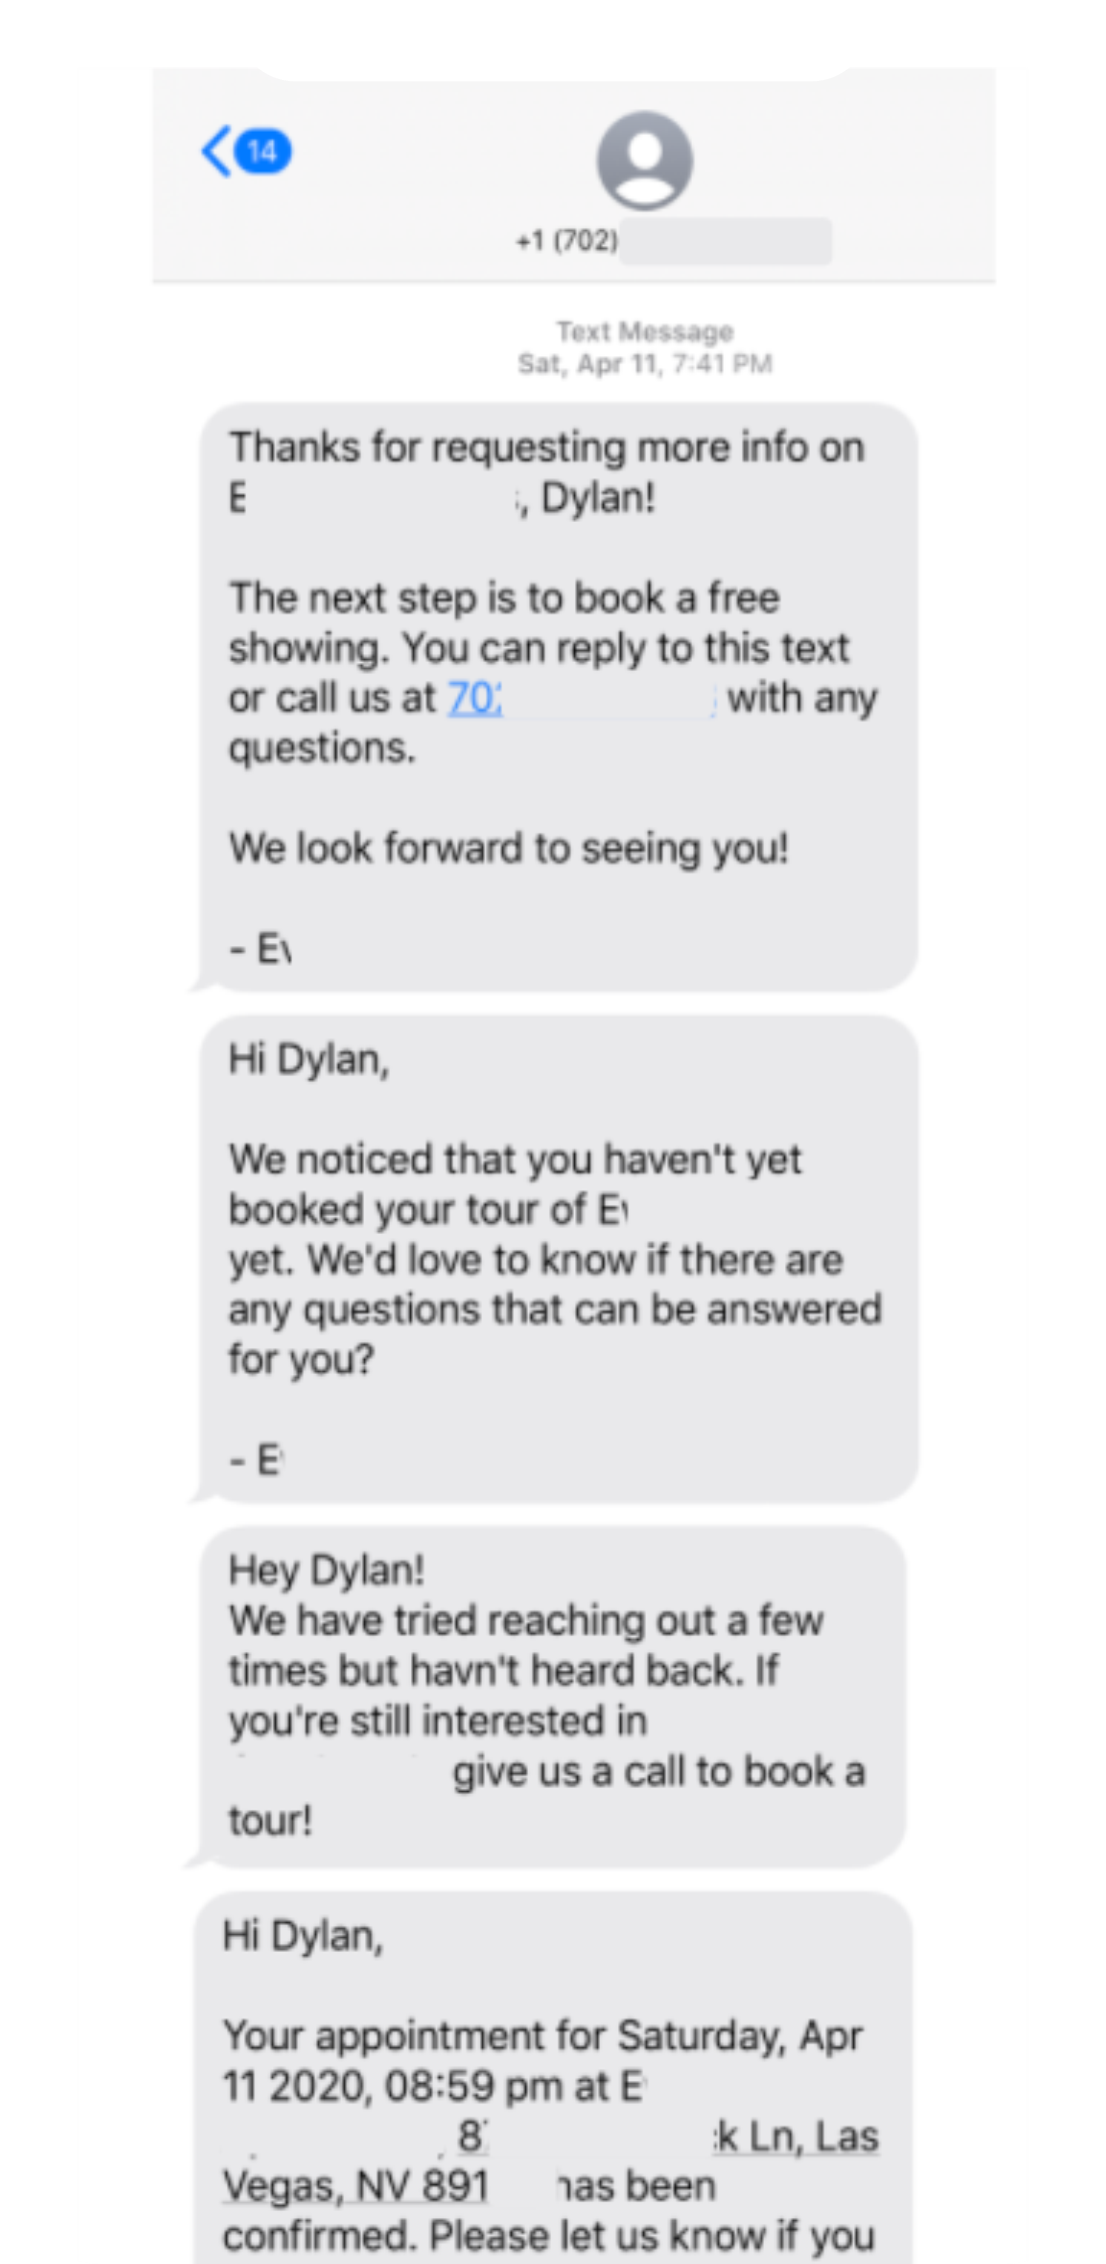 14
+1 (702)
Text Message
Sat, Apr 11, 7:41 PM
Thanks for requesting more info on
, Dylan!
The next step is to book a free
showing. You can reply to this text
or call us at 70 with any
questions.
We look forward to seeing you!
-
Hi Dylan,
We noticed that you haven't yet
booked your tour of
yet. We'd love to know if there are
any questions that can be answered
for you?
-
Hey Dylan!
We have tried reaching out a few
times but havn't heard back. If
you're still interested in
give us a call to book a
tour!
Hi Dylan,
Your appointment for Saturday, Apr
11 2020, 08:59 pm at
Ln, Las
Vegas, NV 891 has been
confirmed. Please let us know if you